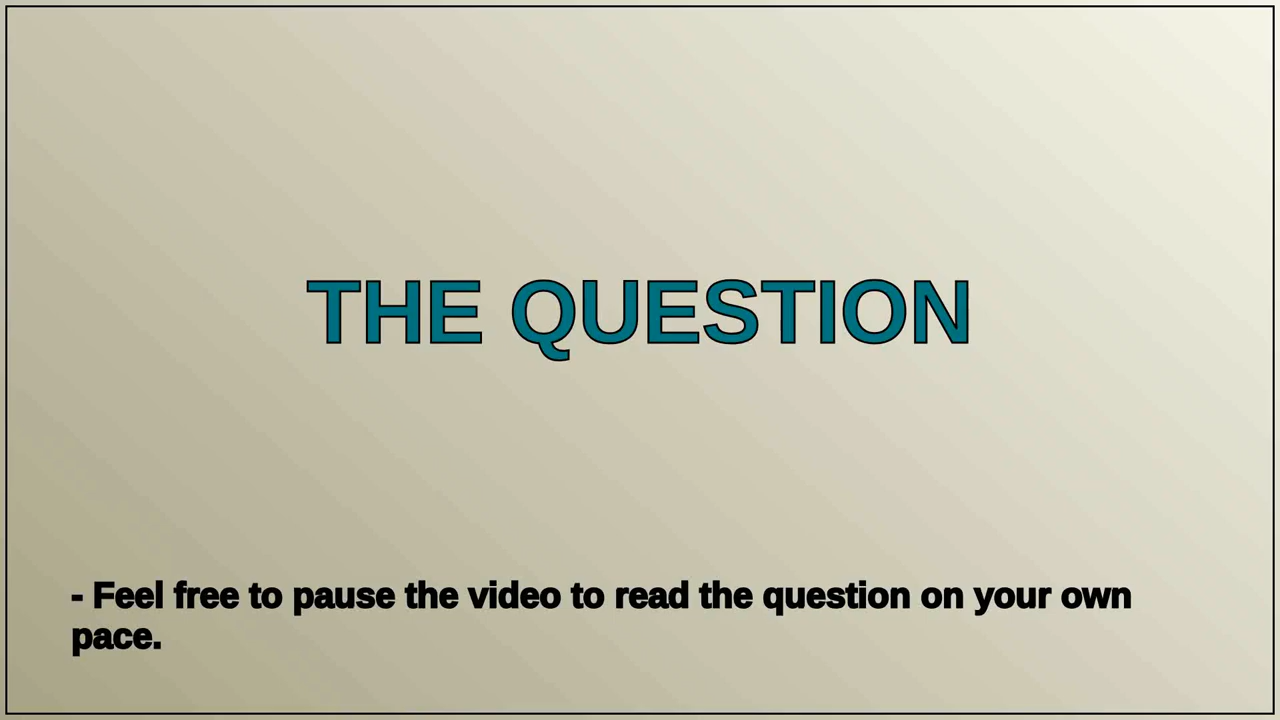 THE QUESTION
- Feel free to pause the video to read the question on your own
pace.